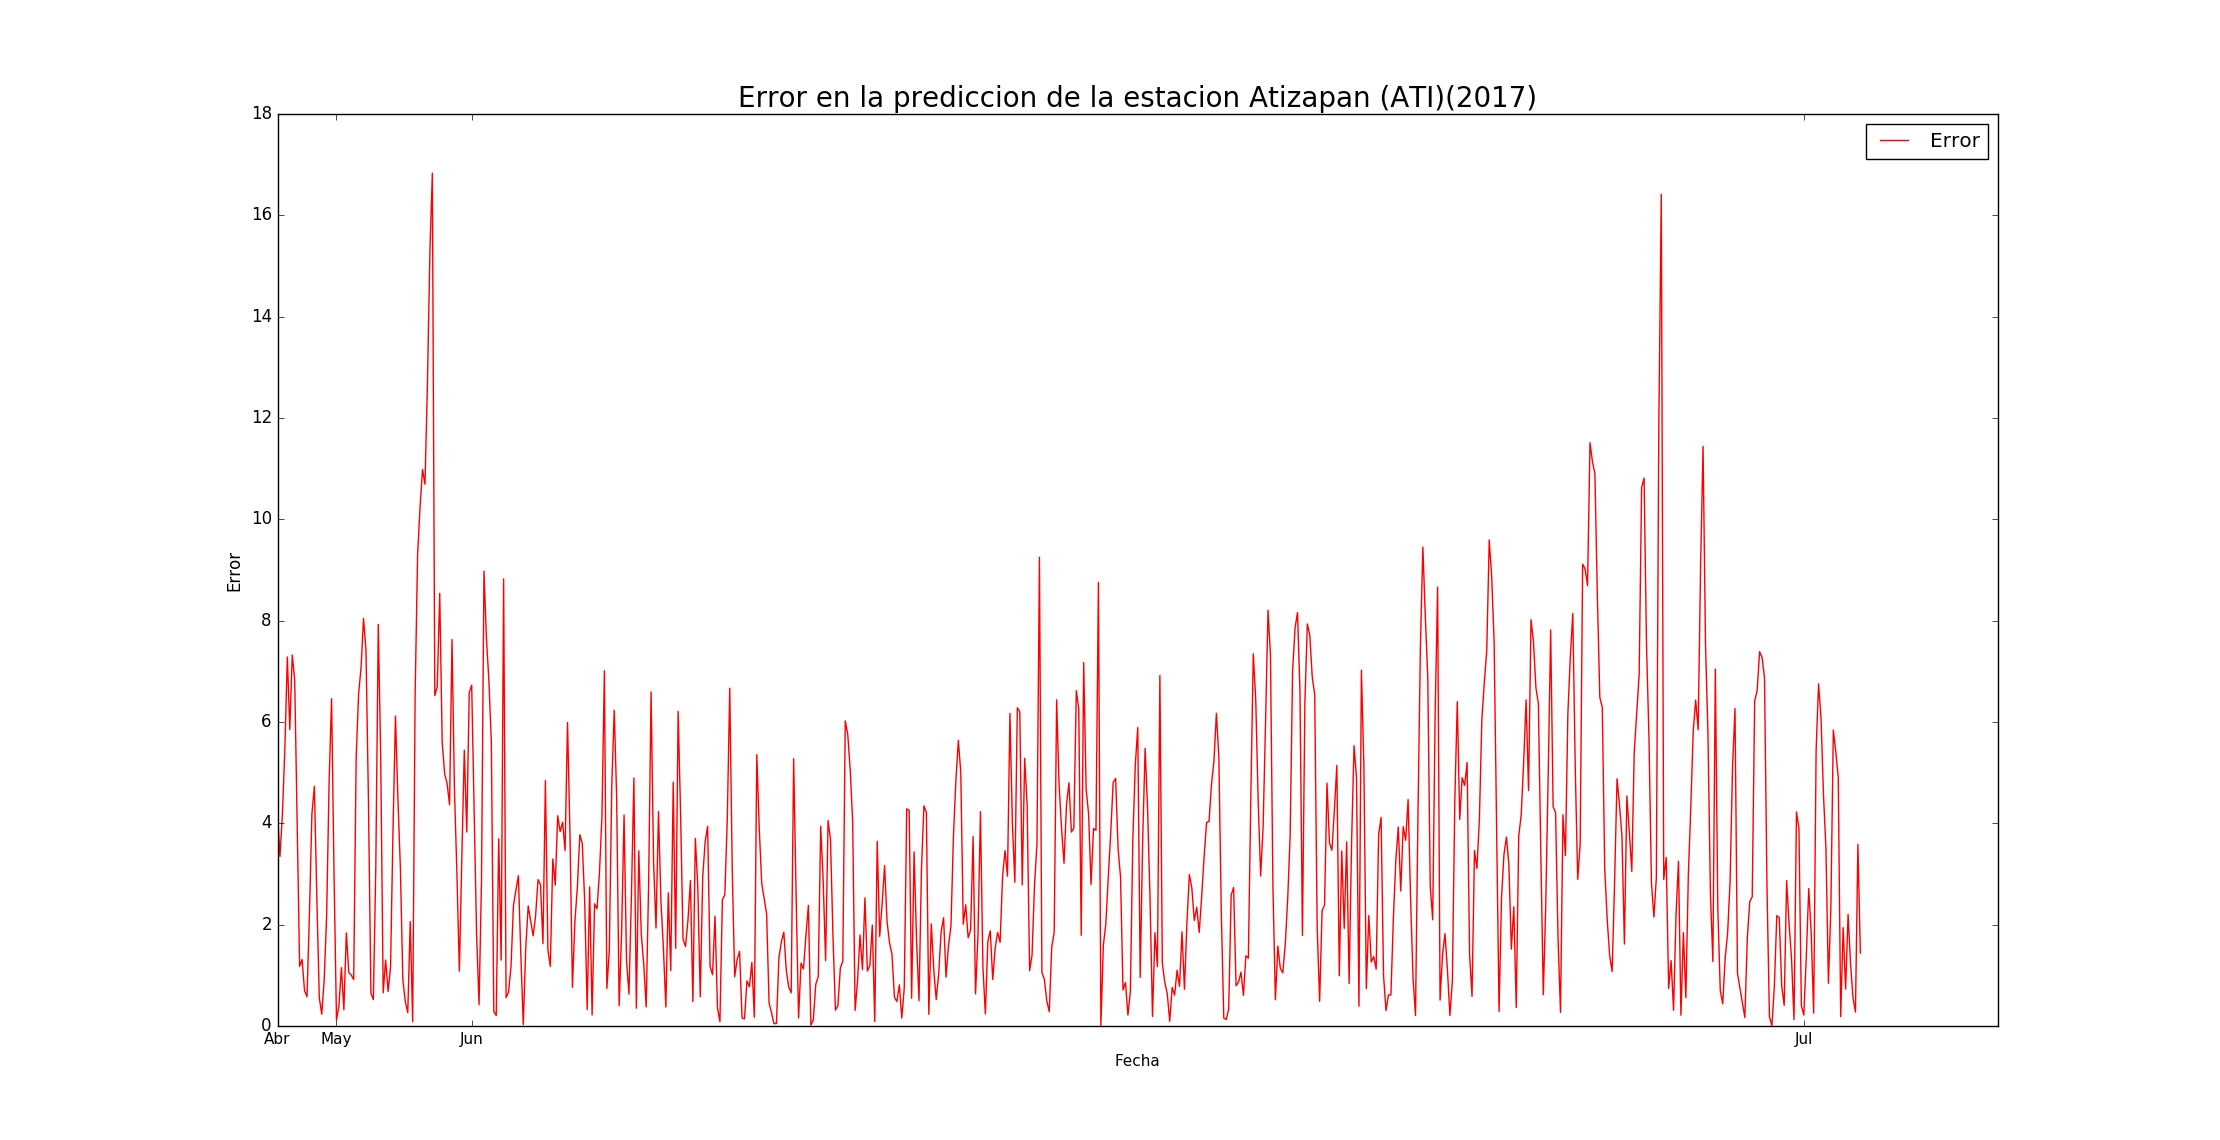 Error en la prediccion de la estacion Atizapan (ATI)(2017)
Error
18
16
14
12
10
8
6
4
2
0
Error
Abr May Jun Jul
Fecha